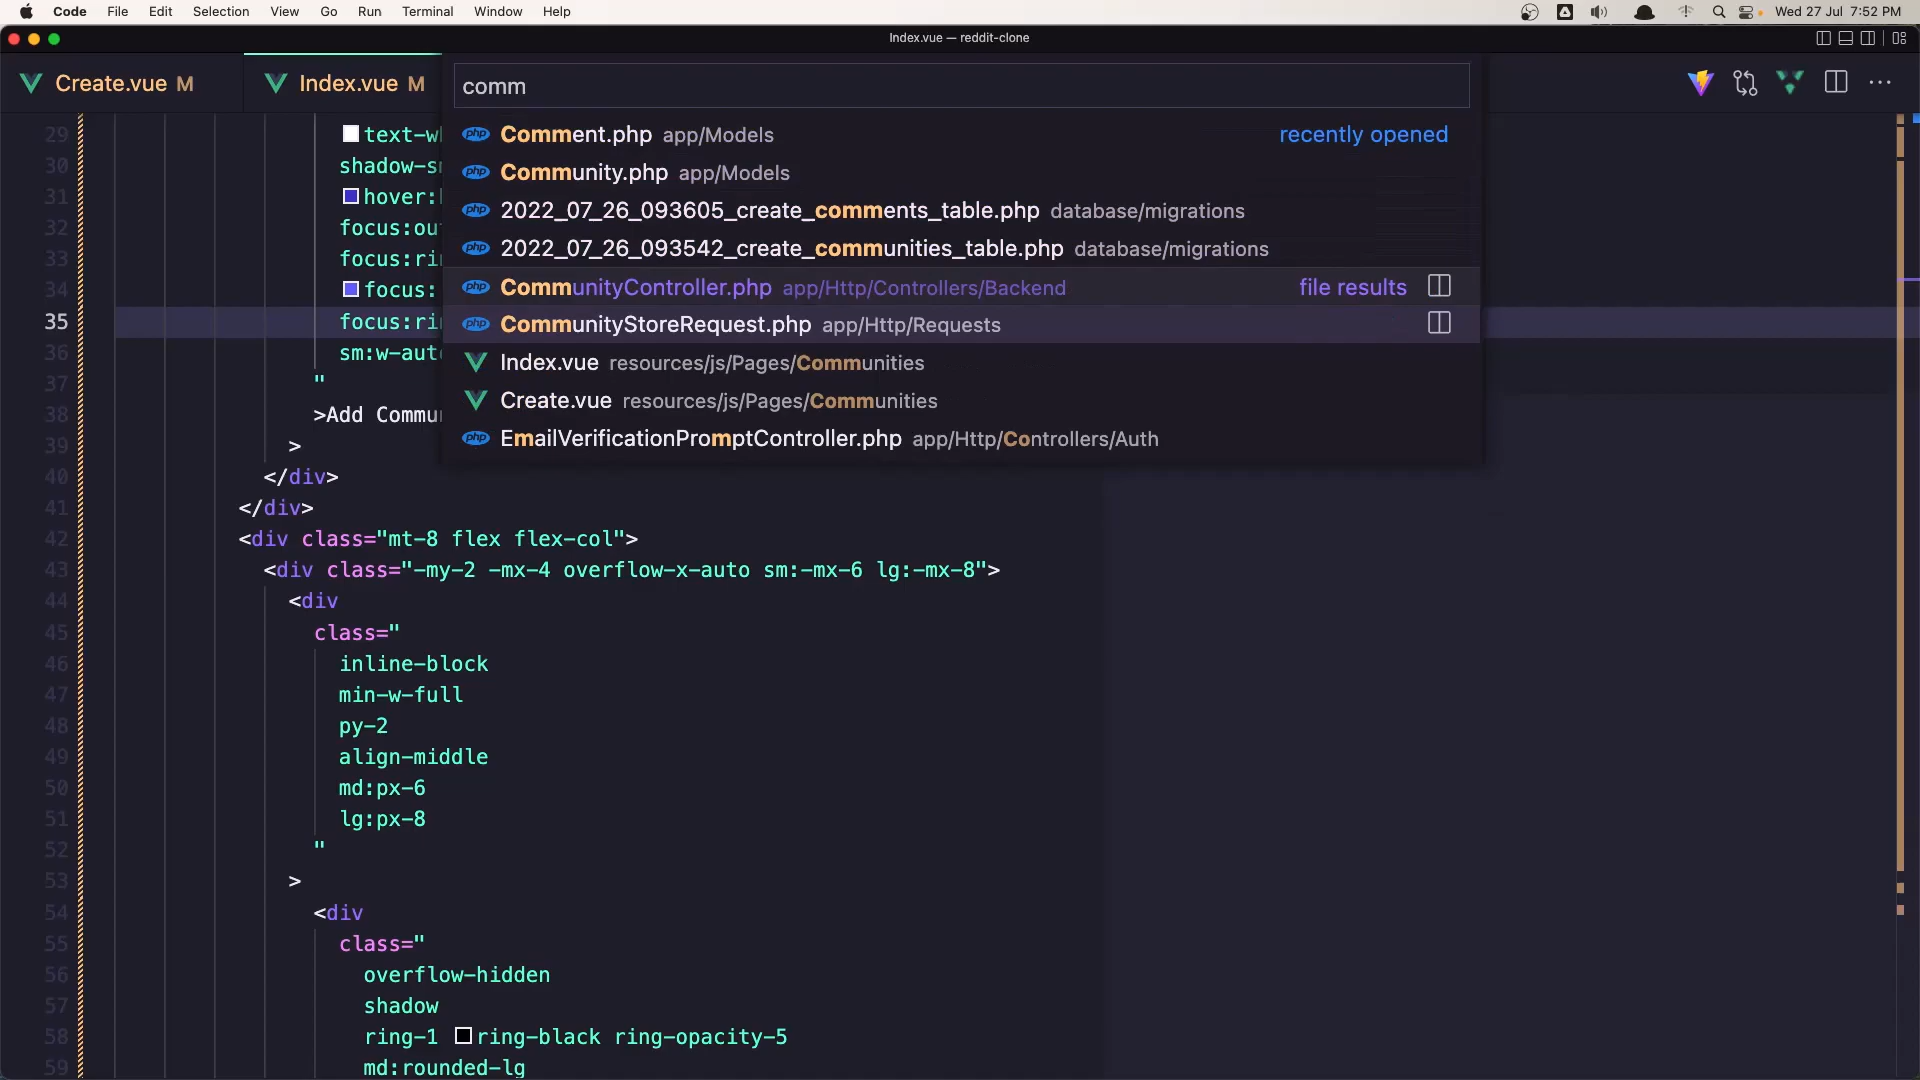 Code File Edit Selection View Go Run Terminal Window Help
Wed 27 Jul 7:52 PM
Index.vue — reddit-clone
Create.vue M
Index.vue M
comm
Comment.php app/Models recently opened
Community.php app/Models
2022_07_26_093605_create_comments_table.php database/migrations
2022_07_26_093542_create_communities_table.php database/migrations
CommunityController.php app/Http/Controllers/Backend file results
CommunityStoreRequest.php app/Http/Requests
Index.vue resources/js/Pages/Communities
Create.vue resources/js/Pages/Communities
EmailVerificationPromptController.php app/Http/Controllers/Auth
29 text-wh
30 shadow-sm
31 hover:
32 focus:ou
33 focus:ri
34 focus:
35 focus:ri
36 sm:w-aut
37 "
38 >Add Commu
39 >
40 </div>
41 </div>
42 <div class="mt-8 flex flex-col">
43 <div class="-my-2 -mx-4 overflow-x-auto sm:-mx-6 lg:-mx-8">
44 <div
45 class="
46 inline-block
47 min-w-full
48 py-2
49 align-middle
50 md:px-6
51 lg:px-8
52 "
53 >
54 <div
55 class="
56 overflow-hidden
57 shadow
58 ring-1 ring-black ring-opacity-5
59 md:rounded-lg